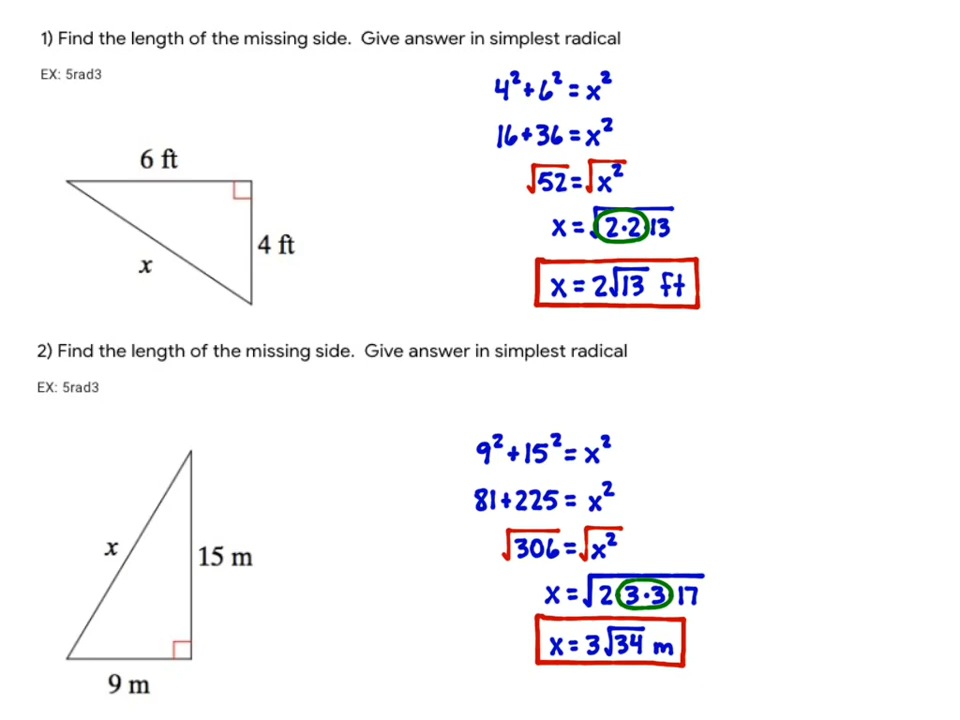 1) Find the length of the missing side.  Give answer in simplest radical
EX: 5rad3
4²+6²=x²
16+36=x²
√52=√x²
x=√2·2·13
x=2√13 ft
6 ft
4 ft
x
2) Find the length of the missing side.  Give answer in simplest radical
EX: 5rad3
9²+15²=x²
81+225=x²
√306=√x²
x=√2 3·3 17
x=3√34 m
x
15 m
9 m